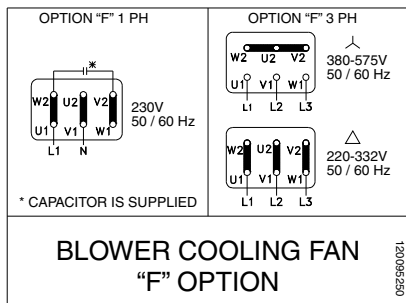 OPTION “F” 1 PH
*
W2 U2 V2
U1 V1 W1
L1 N
230V
50 / 60 Hz
* CAPACITOR IS SUPPLIED
OPTION “F” 3 PH
W2 U2 V2
U1 V1 W1
L1 L2 L3
380-575V
50 / 60 Hz
W2 U2 V2
U1 V1 W1
L1 L2 L3
220-332V
50 / 60 Hz
BLOWER COOLING FAN
“F” OPTION
120095250